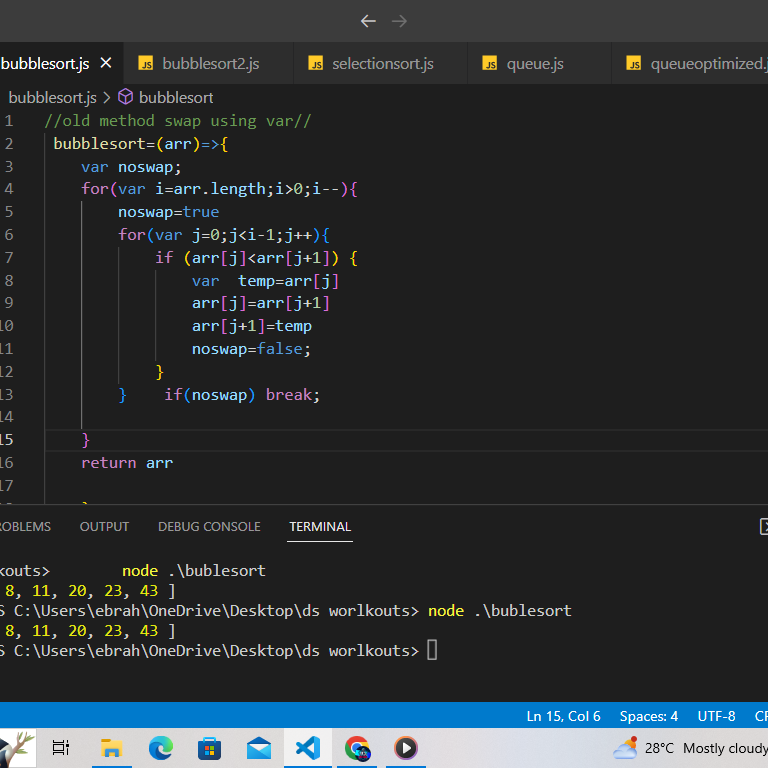 ← →
bubblesort.js × JS bubblesort2.js JS selectionsort.js JS queue.js JS queueoptimized.j
bubblesort.js > bubblesort
1 //old method swap using var//
2 bubblesort=(arr)=>{
3 var noswap;
4 for(var i=arr.length;i>0;i--){
5 noswap=true
6 for(var j=0;j<i-1;j++){
7 if (arr[j]<arr[j+1]) {
8 var  temp=arr[j]
9 arr[j]=arr[j+1]
10 arr[j+1]=temp
11 noswap=false;
12 }
13 }    if(noswap) break;
14
15 }
16 return arr
17
ROBLEMS OUTPUT DEBUG CONSOLE TERMINAL
kouts> node .\bublesort
8, 11, 20, 23, 43 ]
S C:\Users\ebrah\OneDrive\Desktop\ds worlkouts> node .\bublesort
8, 11, 20, 23, 43 ]
S C:\Users\ebrah\OneDrive\Desktop\ds worlkouts>
Ln 15, Col 6 Spaces: 4 UTF-8 CR
28°C Mostly cloudy